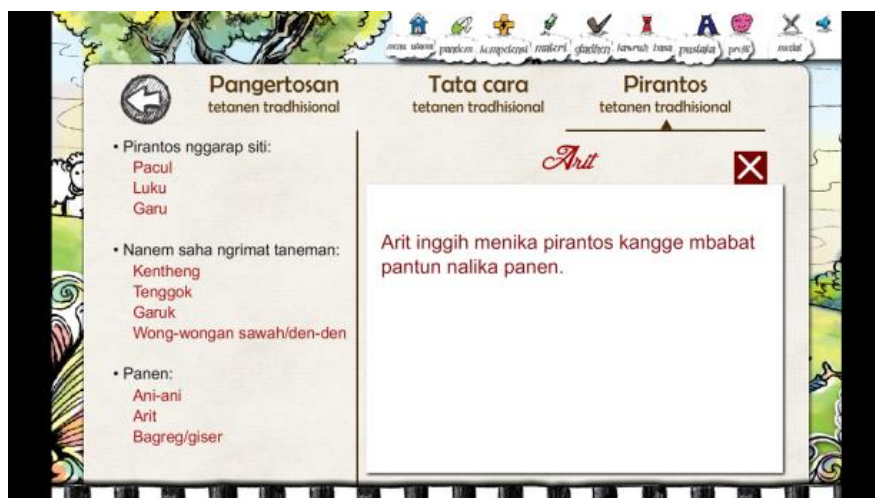 menu utama pandom kompetensi materi gladhen kawruh basa pustaka profil medal
Pangertosan
tetanen tradhisional
Tata cara
tetanen tradhisional
Pirantos
tetanen tradhisional
• Pirantos nggarap siti:
Pacul
Luku
Garu
• Nanem saha ngrimat taneman:
Kentheng
Tenggok
Garuk
Wong-wongan sawah/den-den
• Panen:
Ani-ani
Arit
Bagreg/giser
Arit
Arit inggih menika pirantos kangge mbabat
pantun nalika panen.